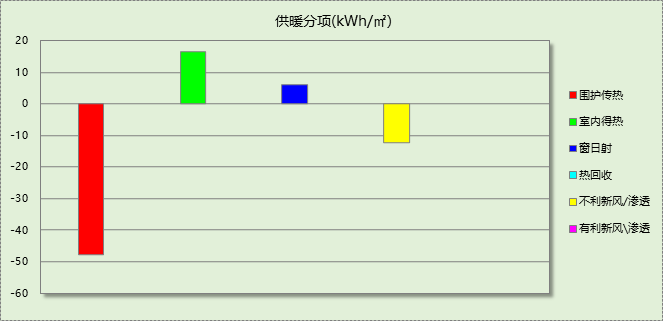 供暖分项(kWh/㎡)
20
10
0
-10
-20
-30
-40
-50
-60
围护传热
室内得热
窗日射
热回收
不利新风/渗透
有利新风\渗透